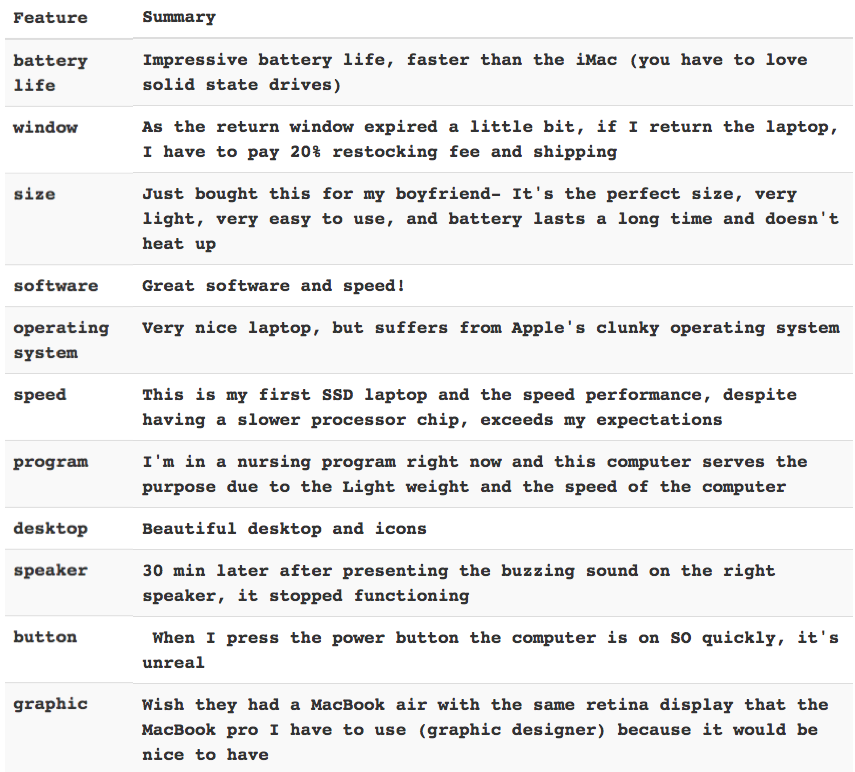 Feature Summary
battery Impressive battery life, faster than the iMac (you have to love
life solid state drives)
window As the return window expired a little bit, if I return the laptop,
I have to pay 20% restocking fee and shipping
size Just bought this for my boyfriend- It's the perfect size, very
light, very easy to use, and battery lasts a long time and doesn't
heat up
software Great software and speed!
operating Very nice laptop, but suffers from Apple's clunky operating system
system
speed This is my first SSD laptop and the speed performance, despite
having a slower processor chip, exceeds my expectations
program I'm in a nursing program right now and this computer serves the
purpose due to the Light weight and the speed of the computer
desktop Beautiful desktop and icons
speaker 30 min later after presenting the buzzing sound on the right
speaker, it stopped functioning
button When I press the power button the computer is on SO quickly, it's
unreal
graphic Wish they had a MacBook air with the same retina display that the
MacBook pro I have to use (graphic designer) because it would be
nice to have